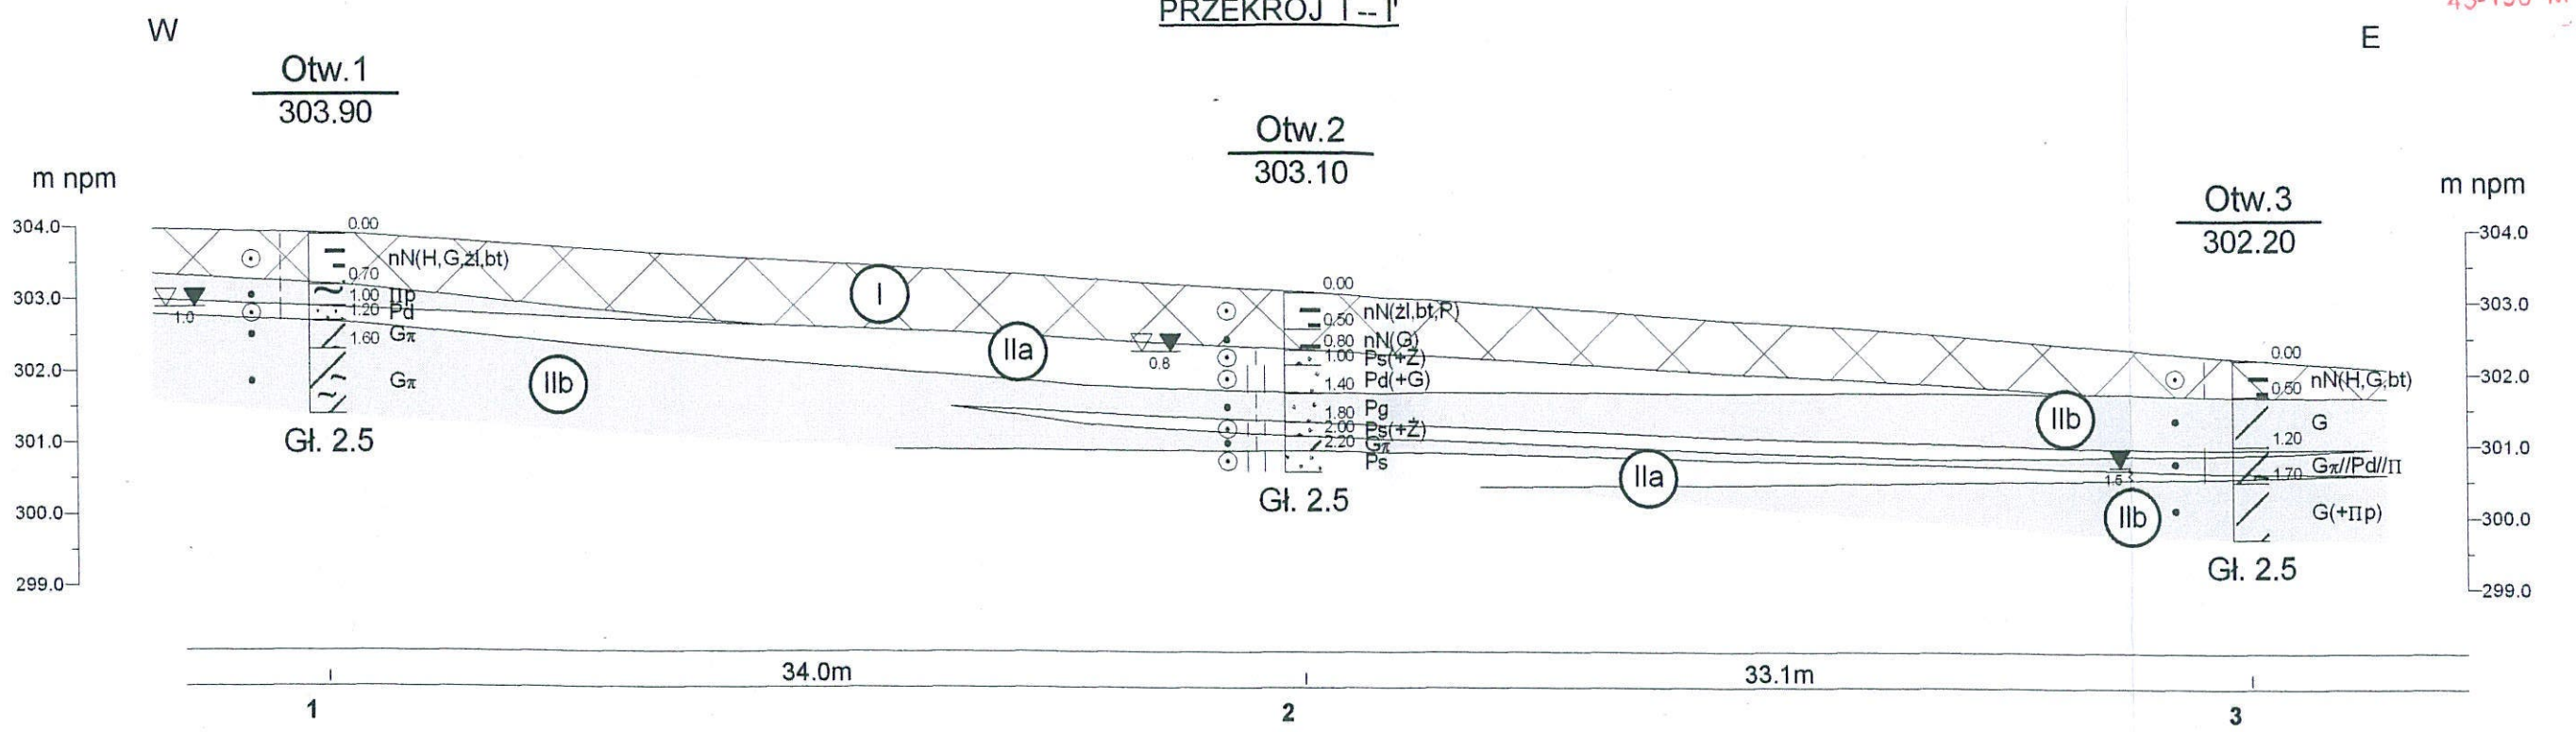 PRZEKRÓJ I -- I'
W
E
Otw.1
303.90
Otw.2
303.10
Otw.3
302.20
m npm
304.0
303.0
302.0
301.0
300.0
299.0
m npm
304.0
303.0
302.0
301.0
300.0
299.0
0.00
nN(H,G,żl,bt)
0.70
1.00 Πp
1.20 Pd
Gπ
1.60
Gπ
1.0
Gł. 2.5
I
IIa
IIb
0.00
nN(żl,bt,P)
0.50
0.80 nN(G)
1.00 Ps(+Ż)
Pd(+G)
1.40
Pg
1.80
2.00 Ps(+Ż)
2.20 Gπ
Ps
0.8
Gł. 2.5
IIa
IIb
IIb
0.00
0.50 nN(H,G,bt)
G
1.20
Gπ//Pd//Π
1.70
G(+Πp)
Gł. 2.5
34.0m
33.1m
1
2
3